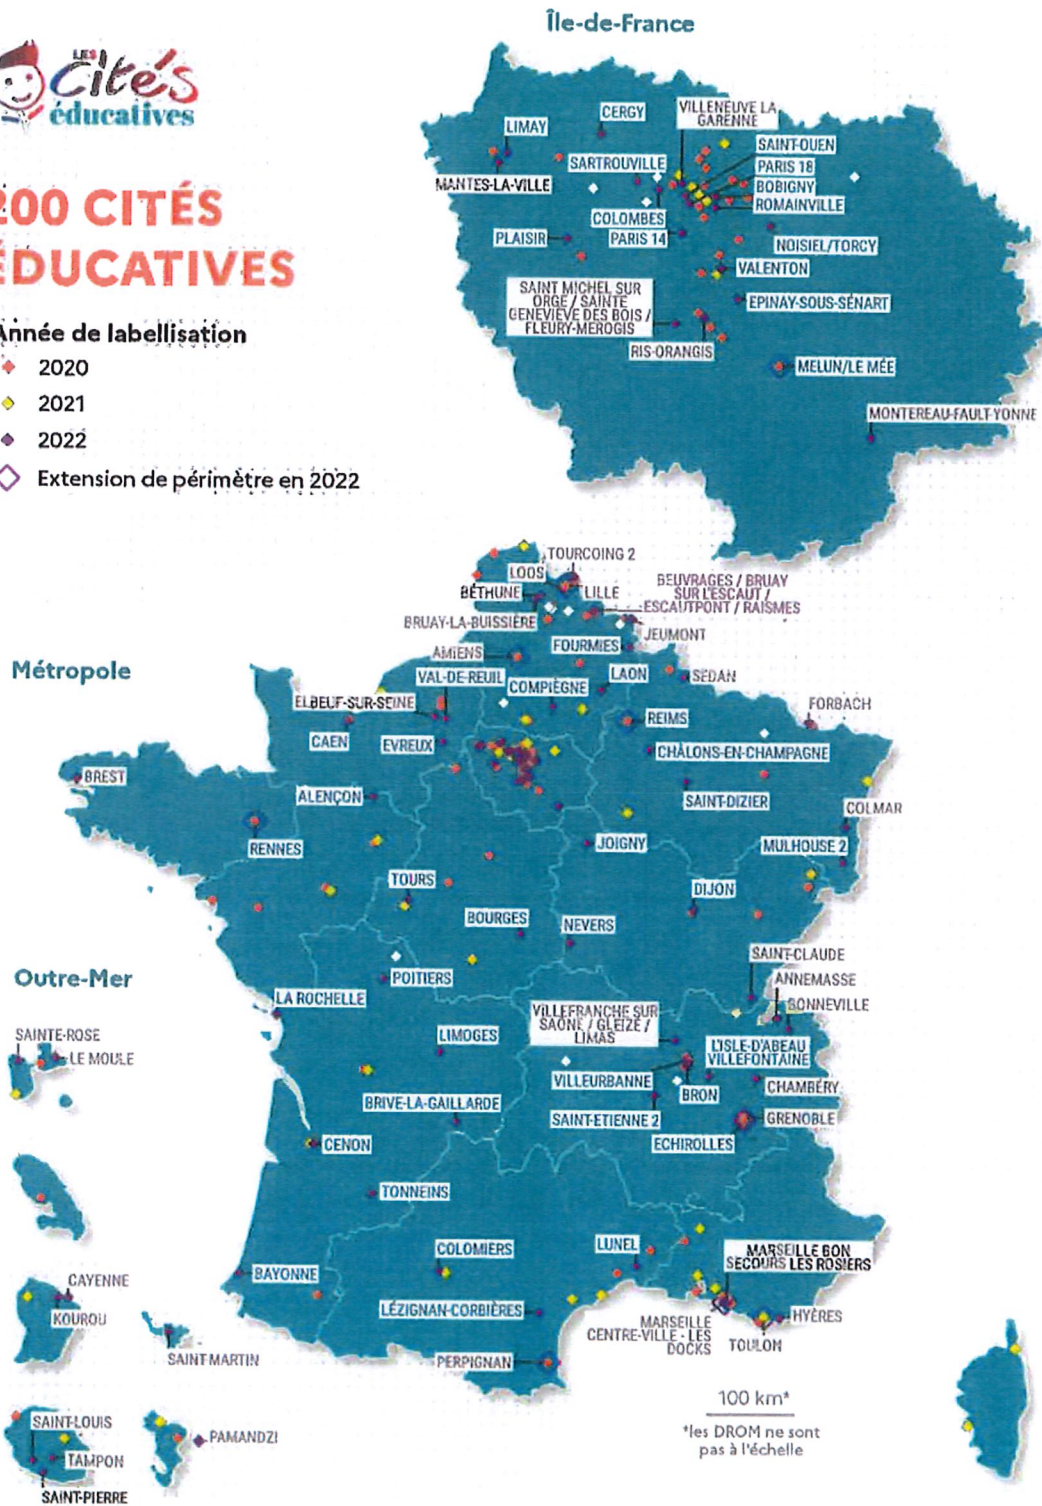 Île-de-France
LES
Cités
éducatives
200 CITÉS
ÉDUCATIVES
Année de labellisation
2020
2021
2022
Extension de périmètre en 2022
CERGY
VILLENEUVE LA
GARENNE
LIMAY
SAINT-OUEN
SARTROUVILLE
PARIS 18
MANTES-LA-VILLE
BOBIGNY
ROMAINVILLE
COLOMBES
PLAISIR
PARIS 14
NOISIEL/TORCY
VALENTON
SAINT MICHEL SUR
ORGE / SAINTE
GENEVIÈVE DES BOIS /
FLEURY-MEROGIS
EPINAY-SOUS-SÉNART
RIS-ORANGIS
MELUN/LE MÉE
MONTEREAU-FAULT-YONNE
Métropole
TOURCOING 2
LOOS
BÉTHUNE
LILLE
BEUVRAGES / BRUAY
SUR L'ESCAUT /
ESCAUTPONT / RAISMES
BRUAY-LA-BUISSIÈRE
JEUMONT
FOURMIES
AMIENS
VAL-DE-REUIL
LAON
SEDAN
COMPIÈGNE
ELBEUF-SUR-SEINE
FORBACH
REIMS
CAEN
EVREUX
CHÂLONS-EN-CHAMPAGNE
BREST
ALENÇON
SAINT-DIZIER
COLMAR
RENNES
JOIGNY
MULHOUSE 2
TOURS
DIJON
BOURGES
NEVERS
SAINT-CLAUDE
POITIERS
ANNEMASSE
LA ROCHELLE
BONNEVILLE
VILLEFRANCHE SUR
SAÔNE / GLEIZÉ /
LIMAS
LIMOGES
L'ISLE-D'ABEAU
VILLEFONTAINE
VILLEURBANNE
CHAMBÉRY
BRON
BRIVE-LA-GAILLARDE
SAINT-ETIENNE 2
GRENOBLE
CENON
ECHIROLLES
TONNEINS
COLOMIERS
LUNEL
MARSEILLE BON
SECOURS LES ROSIERS
BAYONNE
LÉZIGNAN-CORBIÈRES
HYÈRES
MARSEILLE
CENTRE-VILLE - LES
DOCKS
TOULON
PERPIGNAN
100 km*
*les DROM ne sont
pas à l'échelle
Outre-Mer
SAINTE-ROSE
LE MOULE
CAYENNE
KOUROU
SAINT-MARTIN
SAINT-LOUIS
TAMPON
SAINT-PIERRE
PAMANDZI